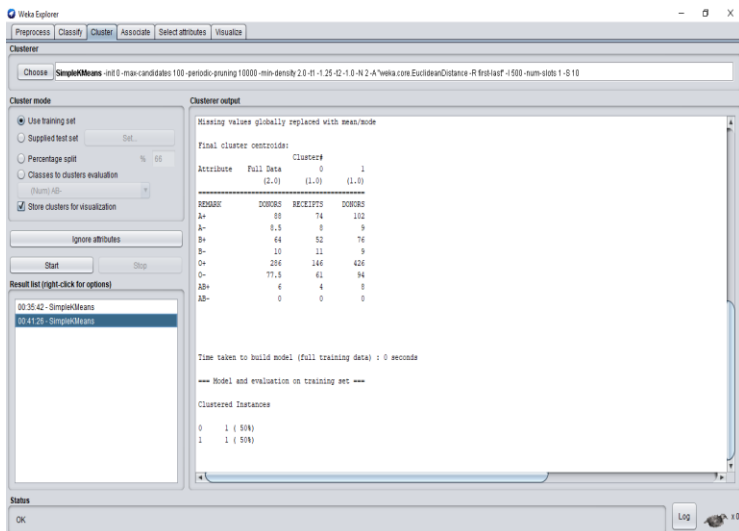 Weka Explorer
Preprocess Classify Cluster Associate Select attributes Visualize
Clusterer
Choose SimpleKMeans -init 0 -max-candidates 100 -periodic-pruning 10000 -min-density 2.0 -t1 -1.25 -t2 -1.0 -N 2 -A "weka.core.EuclideanDistance -R first-last" -I 500 -num-slots 1 -S 10
Cluster mode
Use training set
Supplied test set Set...
Percentage split % 66
Classes to clusters evaluation
(Num) AB-
Store clusters for visualization
Ignore attributes
Start Stop
Result list (right-click for options)
00:35:42 - SimpleKMeans
00:41:26 - SimpleKMeans
Clusterer output
Missing values globally replaced with mean/mode
Final cluster centroids:
Cluster#
Attribute Full Data 0 1
(2.0) (1.0) (1.0)
================================================
REMARK DONORS RECEIPTS DONORS
A+ 88 74 102
A- 8.5 8 9
B+ 64 52 76
B- 10 11 9
O+ 286 146 426
O- 77.5 61 94
AB+ 6 4 8
AB- 0 0 0
Time taken to build model (full training data) : 0 seconds
=== Model and evaluation on training set ===
Clustered Instances
0 1 ( 50%)
1 1 ( 50%)
Status
OK
Log
x 0